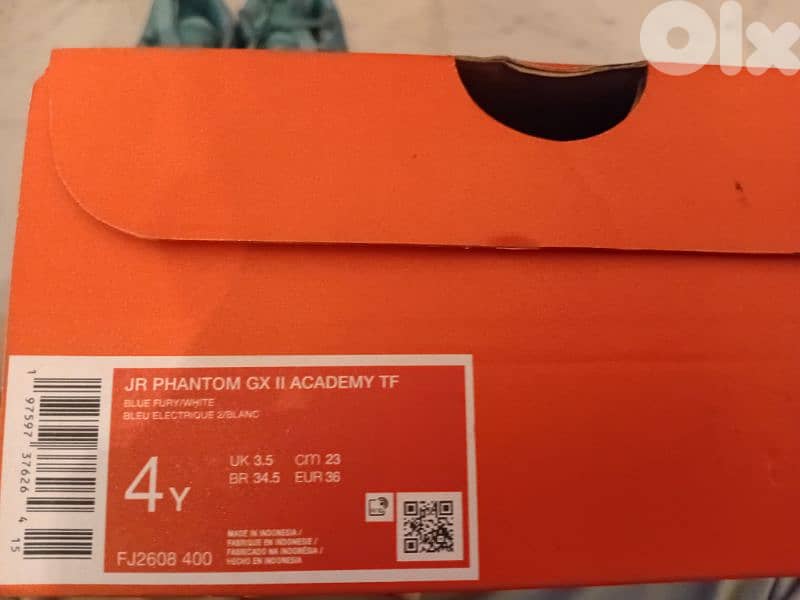 Olx
JR PHANTOM GX II ACADEMY TF
BLUE FURY/WHITE
BLEU ELECTRIQUE 2/BLANC
4Y
UK 3.5 cm 23
BR 34.5 EUR 36
MADE IN INDONESIA /
FABRIQUE EN INDONESIE /
FABRICADO NA INDONÉSIA /
HECHO EN INDONESIA
FJ2608 400
1 97597 37626 4 15